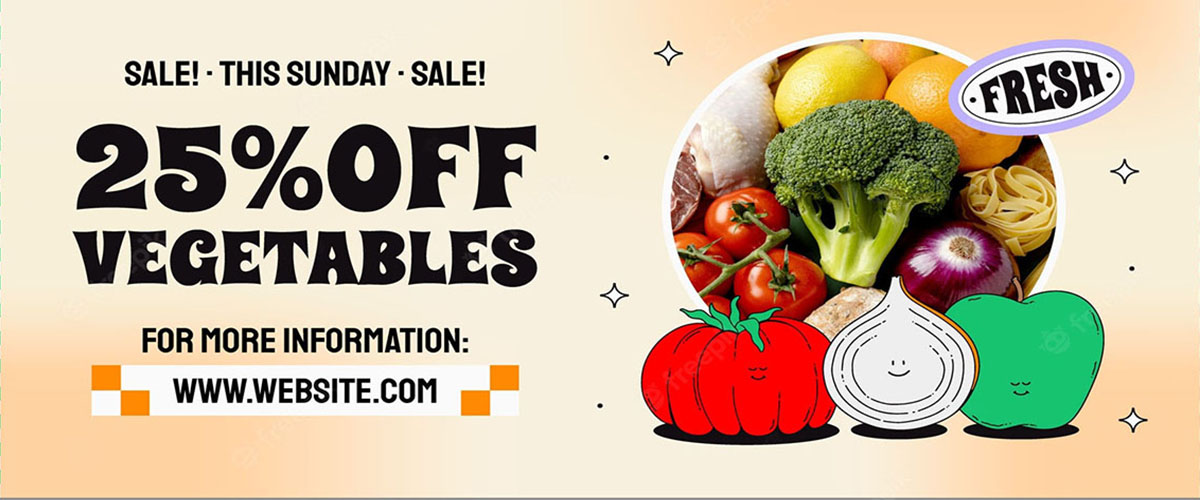 SALE! · THIS SUNDAY · SALE!
25% OFF
VEGETABLES
FOR MORE INFORMATION:
WWW.WEBSITE.COM
·FRESH·